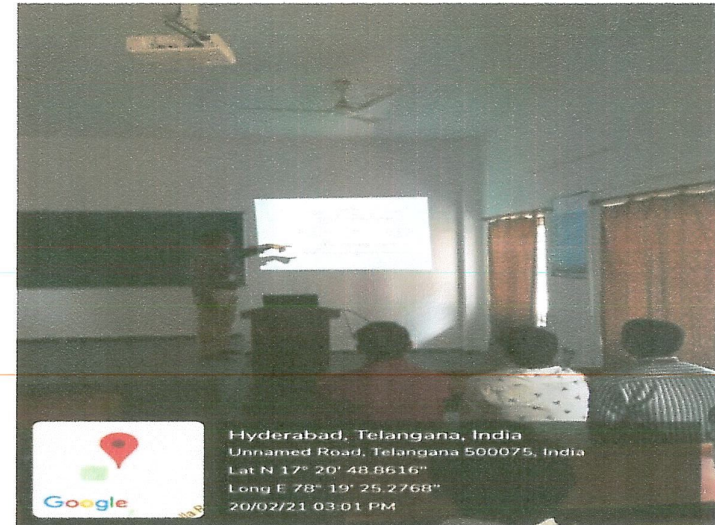 Hyderabad, Telangana, India
Unnamed Road, Telangana 500075, India
Lat N 17° 20' 48.8616"
Long E 78° 19' 25.2768"
20/02/21 03:01 PM
Google